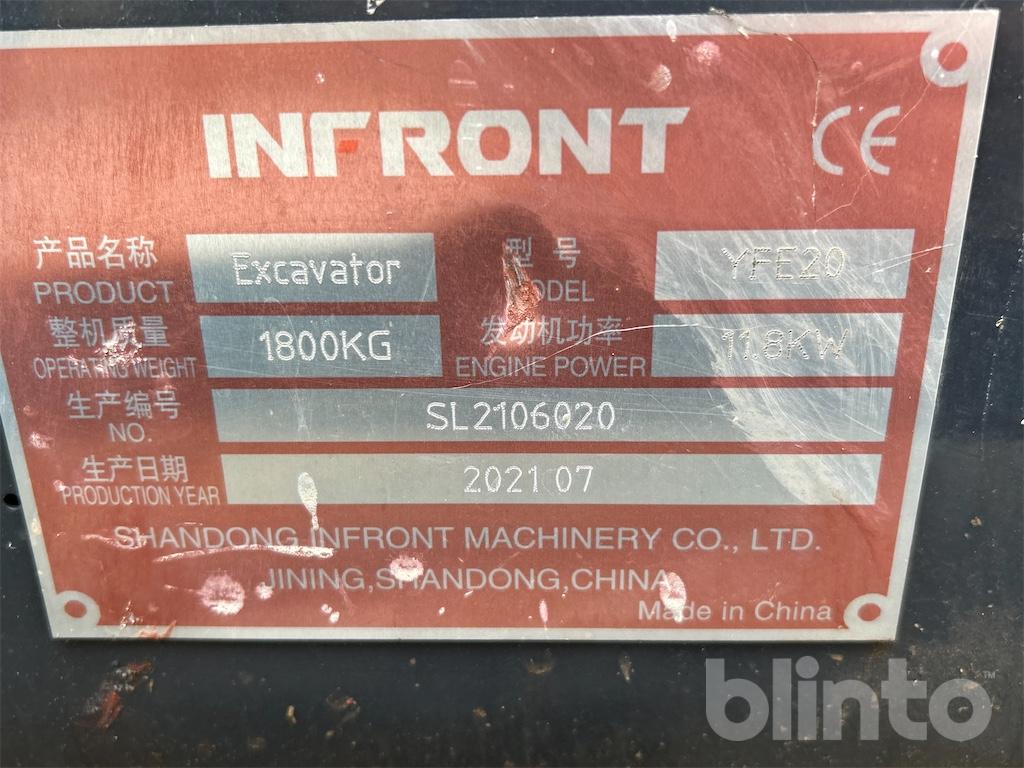 INFRONT CE
产品名称 Excavator 型号 YFE20
PRODUCT MODEL
整机质量 1800KG 发动机功率 11.8KW
OPERATING WEIGHT ENGINE POWER
生产编号 SL2106020
NO.
生产日期 2021 07
PRODUCTION YEAR
SHANDONG INFRONT MACHINERY CO., LTD.
JINING,SHANDONG,CHINA
Made in China
blinto™